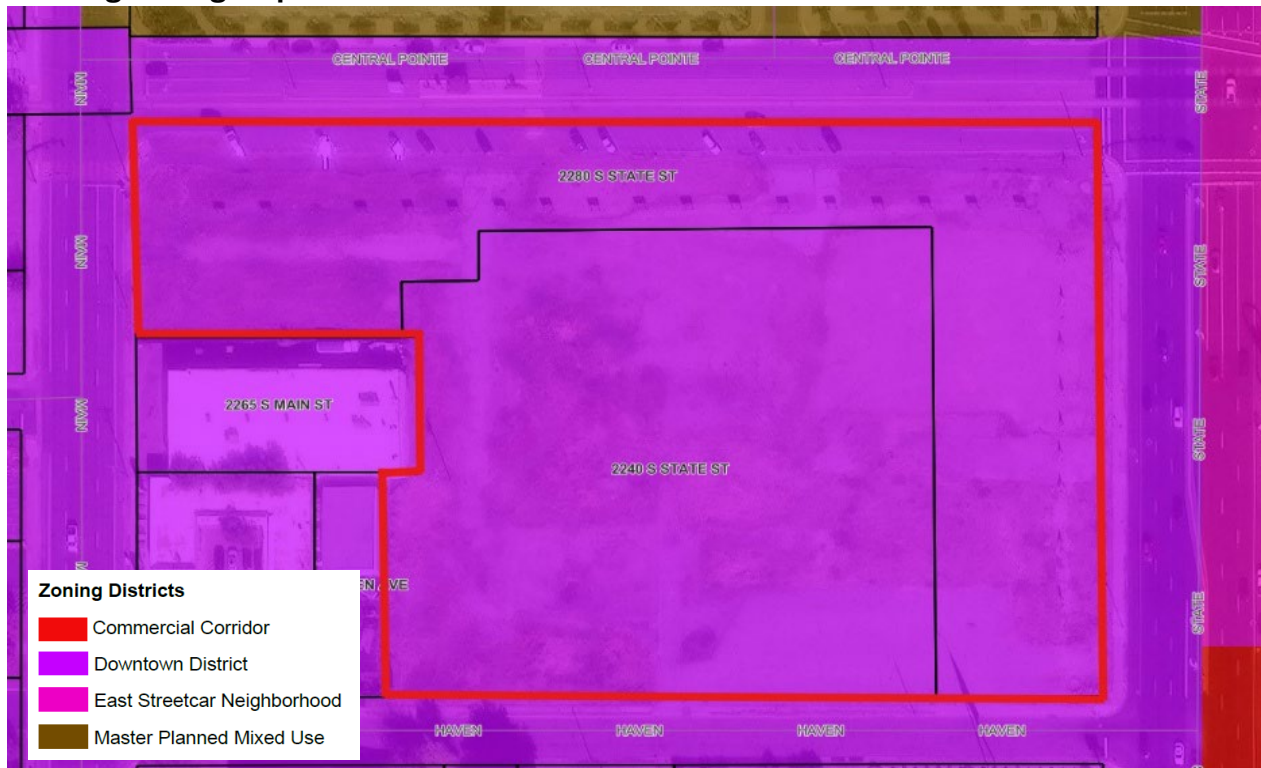 CENTRAL POINTE
CENTRAL POINTE
CENTRAL POINTE
MAIN
STATE
2280 S STATE ST
MAIN
STATE
2265 S MAIN ST
MAIN
STATE
2240 S STATE ST
EN AVE
STATE
Zoning Districts
Commercial Corridor
Downtown District
East Streetcar Neighborhood
Master Planned Mixed Use
HAVEN
HAVEN
HAVEN
HAVEN